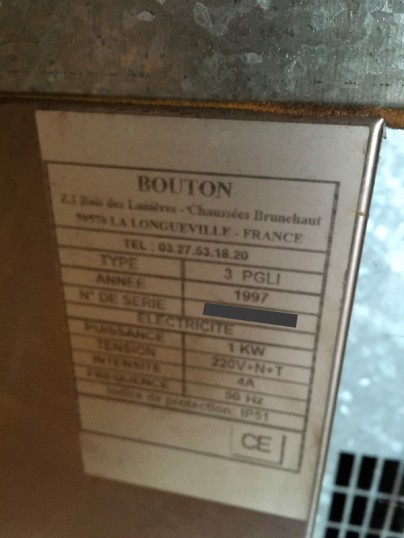 BOUTON
Z.I Bois des Lanières - Chaussées Brunehaut
59570 LA LONGUEVILLE - FRANCE
TEL : 03.27.53.18.20
TYPE 3 PGLI
ANNEE 1997
N° DE SERIE
ELECTRICITE
PUISSANCE 1 KW
TENSION 220V+N+T
INTENSITE 4A
FREQUENCE 50 Hz
Indice de protection: IP51
CE